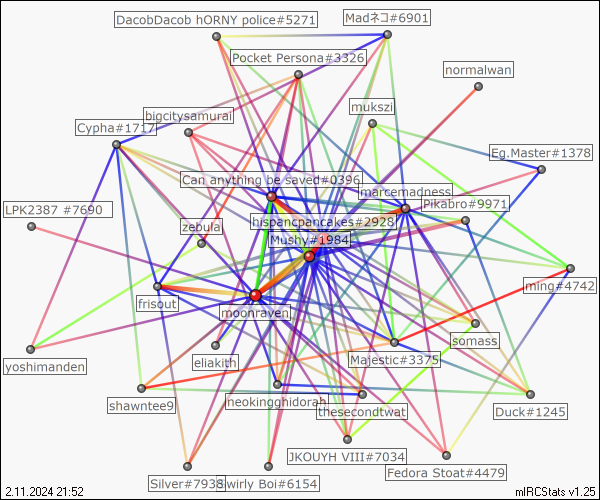 DacobDacob hORNY police#5271
Madネコ#6901
Pocket Persona#3326
normalwan
mukszi
bigcitysamurai
Cypha#1717
Eg.Master#1378
Can anything be saved#0396
marcemadness
Pikabro#9971
LPK2387 #7690
hispancpancakes#2928
zebula
Mushy#1984
ming#4742
frisout
moonraven
somass
Majestic#3375
eliakith
yoshimanden
neokingghidorah
shawntee9
thesecondtwat
Duck#1245
JKOUYH VIII#7034
Fedora Stoat#4479
Silver#7938
Swirly Boi#6154
2.11.2024 21:52
mIRCStats v1.25